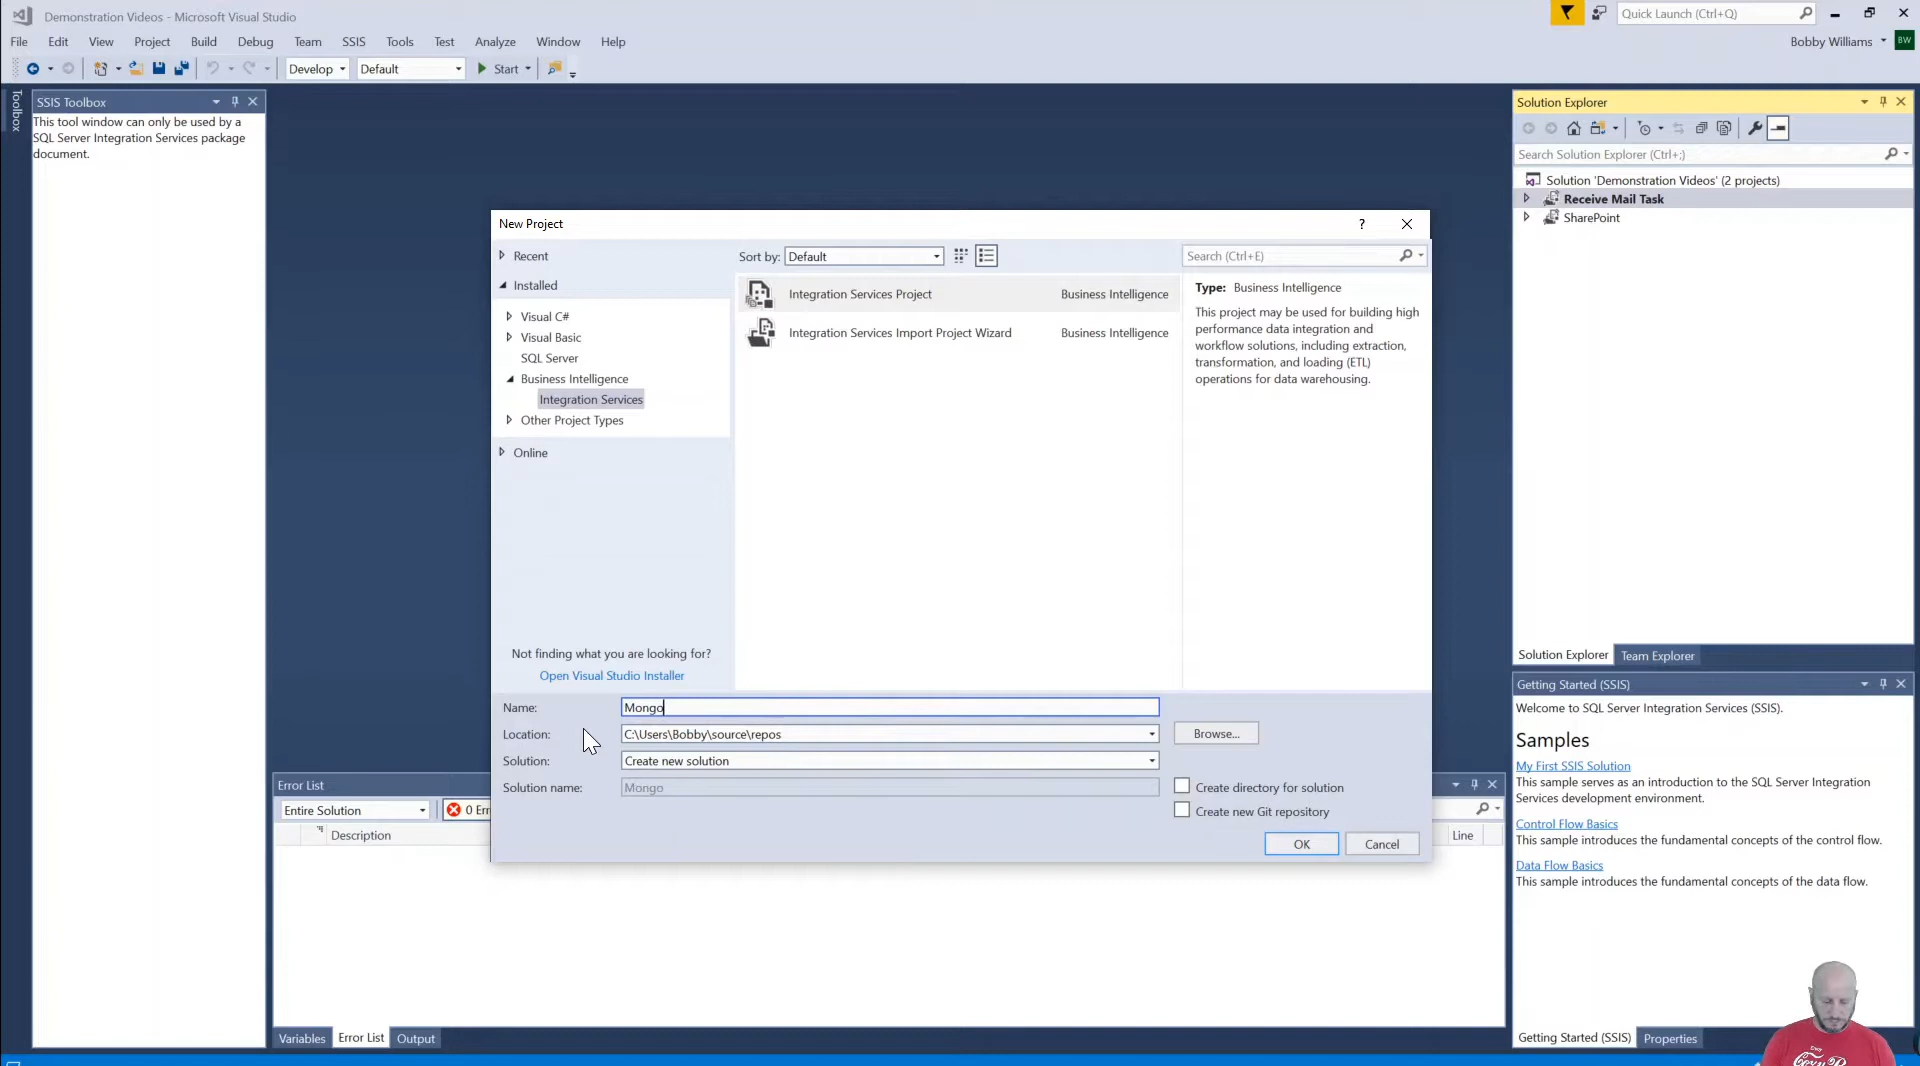 Demonstration Videos - Microsoft Visual Studio
Quick Launch (Ctrl+Q)
File Edit View Project Build Debug Team SSIS Tools Test Analyze Window Help
Bobby Williams
BW
Develop
Default
Start
Toolbox
SSIS Toolbox
This tool window can only be used by a
SQL Server Integration Services package
document.
New Project
?
Recent
Installed
Visual C#
Visual Basic
SQL Server
Business Intelligence
Integration Services
Other Project Types
Online
Not finding what you are looking for?
Open Visual Studio Installer
Sort by: Default
Search (Ctrl+E)
Integration Services Project Business Intelligence
Integration Services Import Project Wizard Business Intelligence
Type: Business Intelligence
This project may be used for building high
performance data integration and
workflow solutions, including extraction,
transformation, and loading (ETL)
operations for data warehousing.
Name: Mongo
Location: C:\Users\Bobby\source\repos
Browse...
Solution: Create new solution
Solution name: Mongo
Create directory for solution
Create new Git repository
OK Cancel
Error List
Entire Solution
0 Err
Description
Line
Variables Error List Output
Solution Explorer
Search Solution Explorer (Ctrl+;)
Solution 'Demonstration Videos' (2 projects)
Receive Mail Task
SharePoint
Solution Explorer Team Explorer
Getting Started (SSIS)
Welcome to SQL Server Integration Services (SSIS).
Samples
My First SSIS Solution
This sample serves as an introduction to the SQL Server Integration
Services development environment.
Control Flow Basics
This sample introduces the fundamental concepts of the control flow.
Data Flow Basics
This sample introduces the fundamental concepts of the data flow.
Getting Started (SSIS) Properties